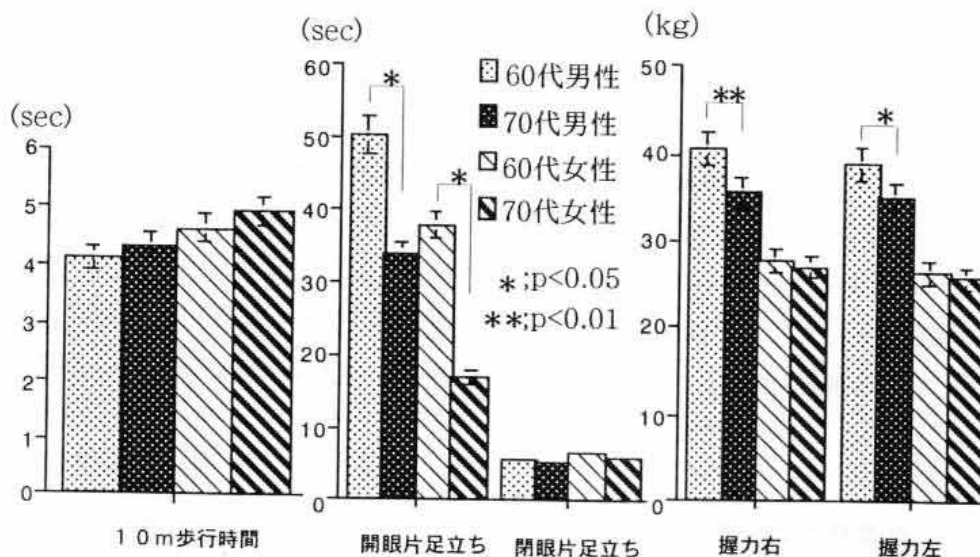 (sec)
6
5
4
3
2
1
0
10m歩行時間
(sec)
60
50
40
30
20
10
0
*
*
60代男性
70代男性
60代女性
70代女性
*;p<0.05
**;p<0.01
開眼片足立ち
閉眼片足立ち
(kg)
50
40
30
20
10
0
**
*
握力右
握力左